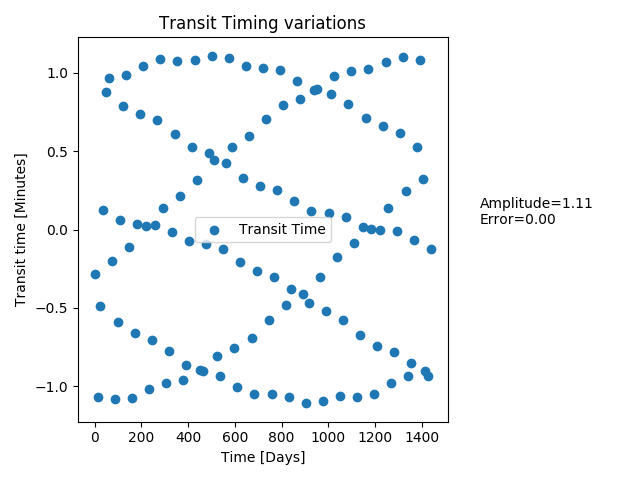 Transit Timing variations
Transit time [Minutes]
1.0
0.5
0.0
−0.5
−1.0
Transit Time
Amplitude=1.11
Error=0.00
0 200 400 600 800 1000 1200 1400
Time [Days]